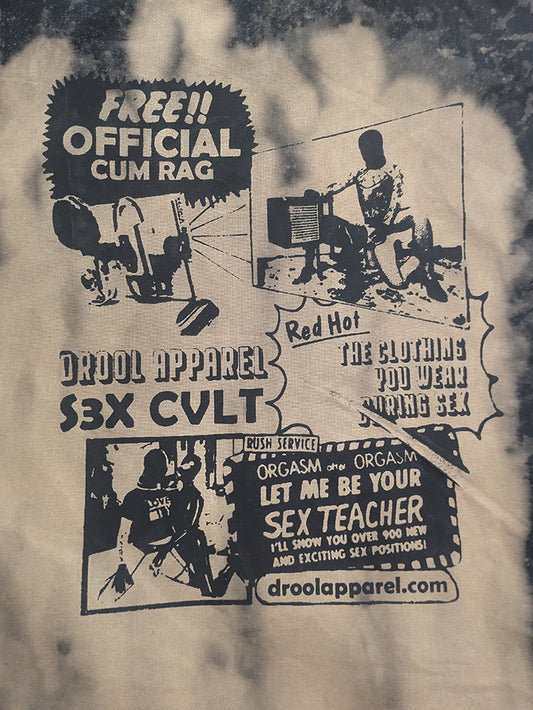 FREE!!
OFFICIAL
CUM RAG
Red Hot
DROOL APPAREL
S3X CVLT
THE CLOTHING
YOU WEAR
DURING SEX
RUSH SERVICE
ORGASM after ORGASM
LET ME BE YOUR
SEX TEACHER
I'LL SHOW YOU OVER 900 NEW
AND EXCITING SEX POSITIONS!
droolapparel.com